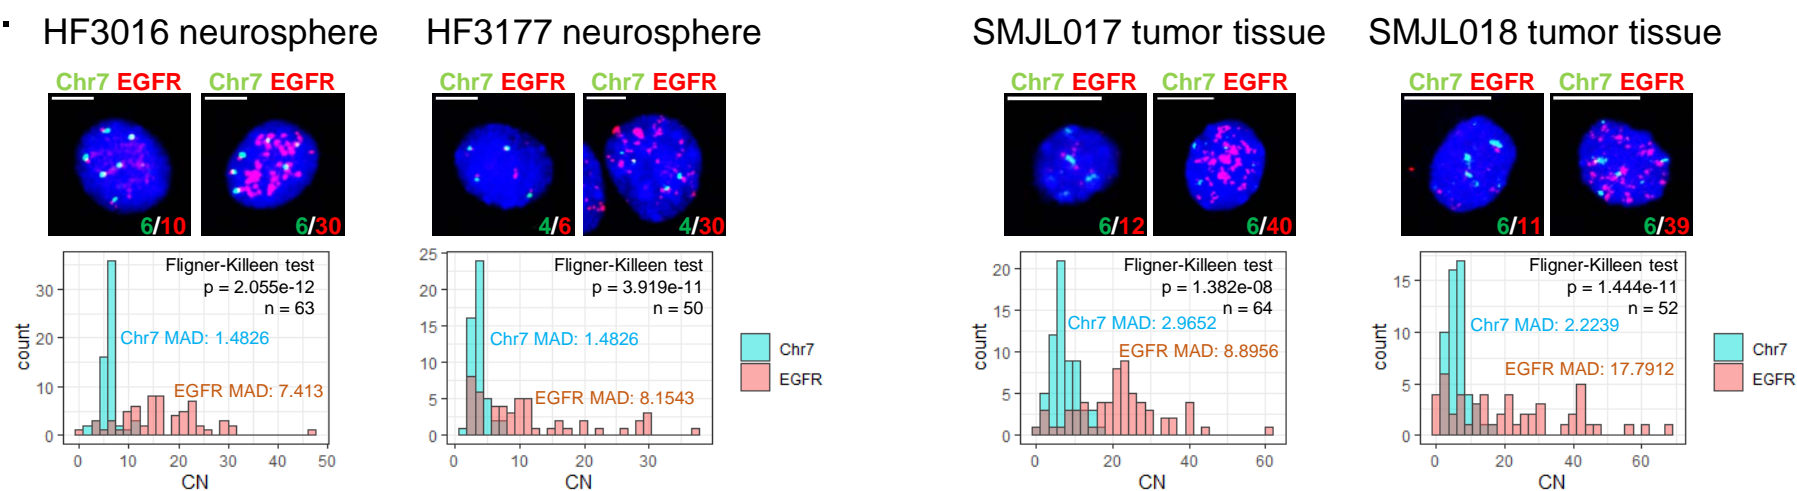 HF3016 neurosphere
HF3177 neurosphere
SMJL017 tumor tissue
SMJL018 tumor tissue
Chr7 EGFR
Chr7 EGFR
Chr7 EGFR
Chr7 EGFR
Chr7 EGFR
Chr7 EGFR
Chr7 EGFR
Chr7 EGFR
6/10
6/30
4/6
4/30
6/12
6/40
6/11
6/39
Fligner-Killeen test
p = 2.055e-12
n = 63
Chr7 MAD: 1.4826
EGFR MAD: 7.413
count
30
20
10
0
0 10 20 30 40 50
CN
Fligner-Killeen test
p = 3.919e-11
n = 50
Chr7 MAD: 1.4826
EGFR MAD: 8.1543
25
20
15
10
5
0
0 10 20 30
CN
Chr7
EGFR
Fligner-Killeen test
p = 1.382e-08
n = 64
Chr7 MAD: 2.9652
EGFR MAD: 8.8956
count
20
15
10
5
0
0 20 40 60
CN
Fligner-Killeen test
p = 1.444e-11
n = 52
Chr7 MAD: 2.2239
EGFR MAD: 17.7912
count
15
10
5
0
0 20 40 60
CN
Chr7
EGFR